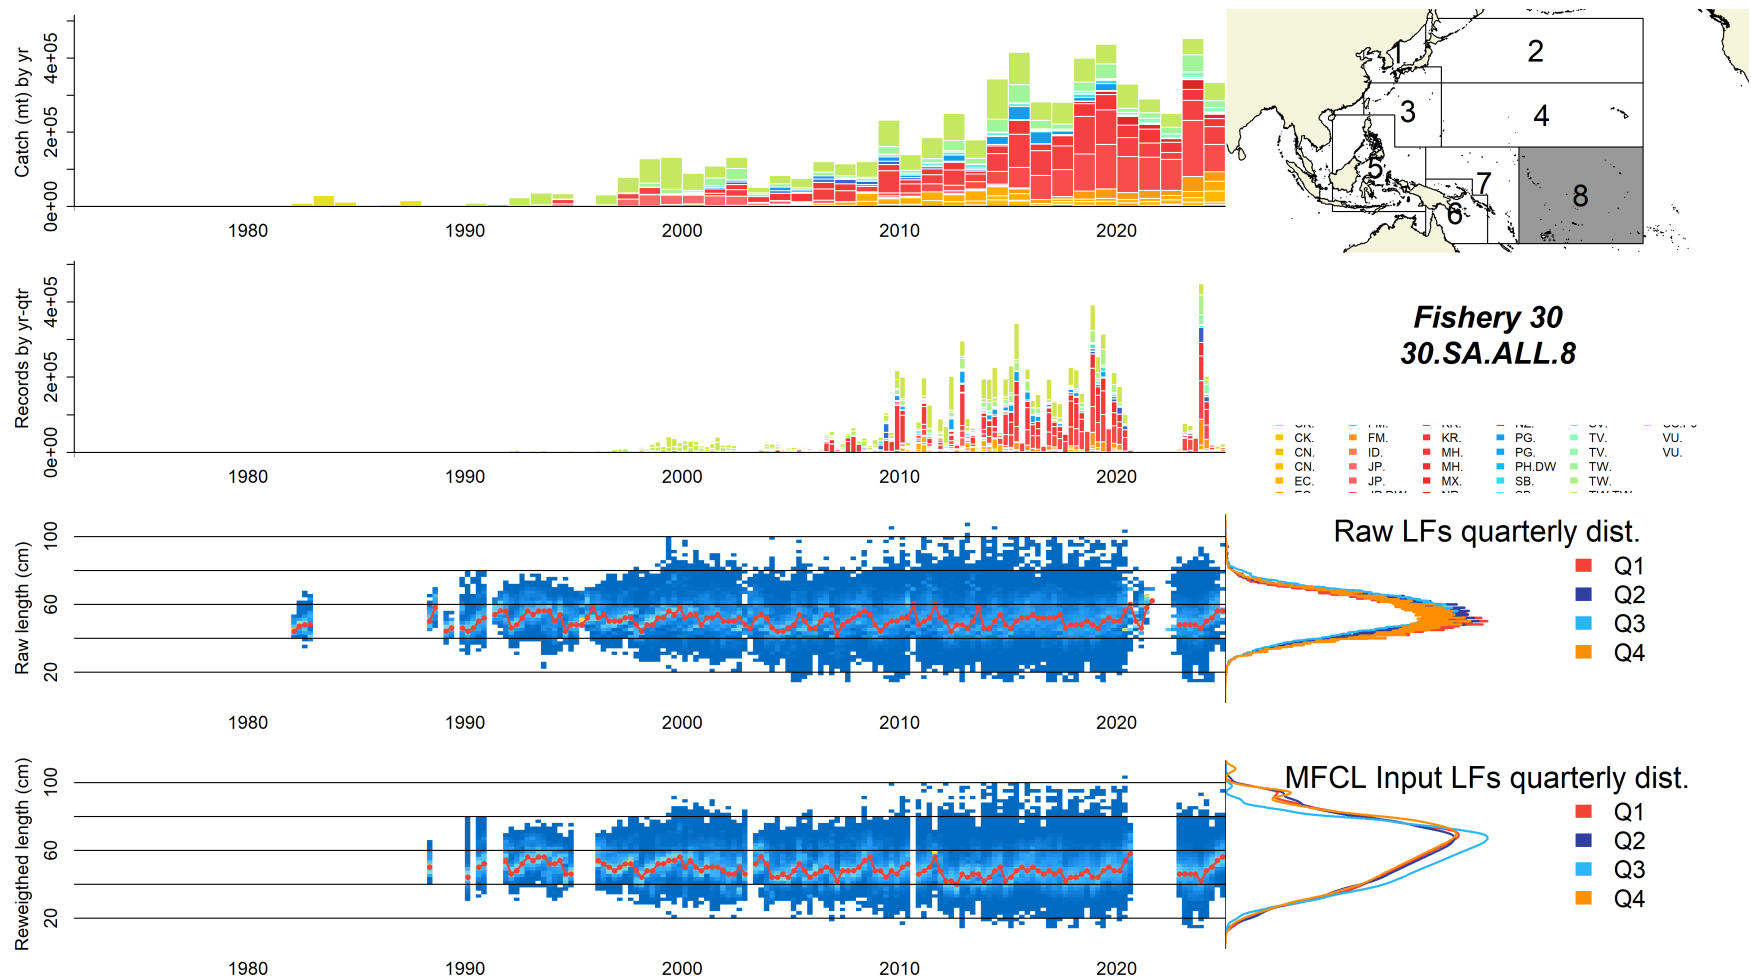 Catch (mt) by yr
0e+00
2e+05
4e+05
1980
1990
2000
2010
2020
1
2
3
4
5
6
7
8
Records by yr-qtr
0e+00
2e+05
4e+05
1980
1990
2000
2010
2020
Fishery 30
30.SA.ALL.8
CK. FM. KR. PG. TV. VU.
CN. ID. MH. PG. TV. VU.
CN. JP. MH. PH.DW TW.
EC. JP. MX. SB. TW.
Raw length (cm)
20
60
100
1980
1990
2000
2010
2020
Raw LFs quarterly dist.
Q1
Q2
Q3
Q4
Reweigthed length (cm)
20
60
100
1980
1990
2000
2010
2020
MFCL Input LFs quarterly dist.
Q1
Q2
Q3
Q4